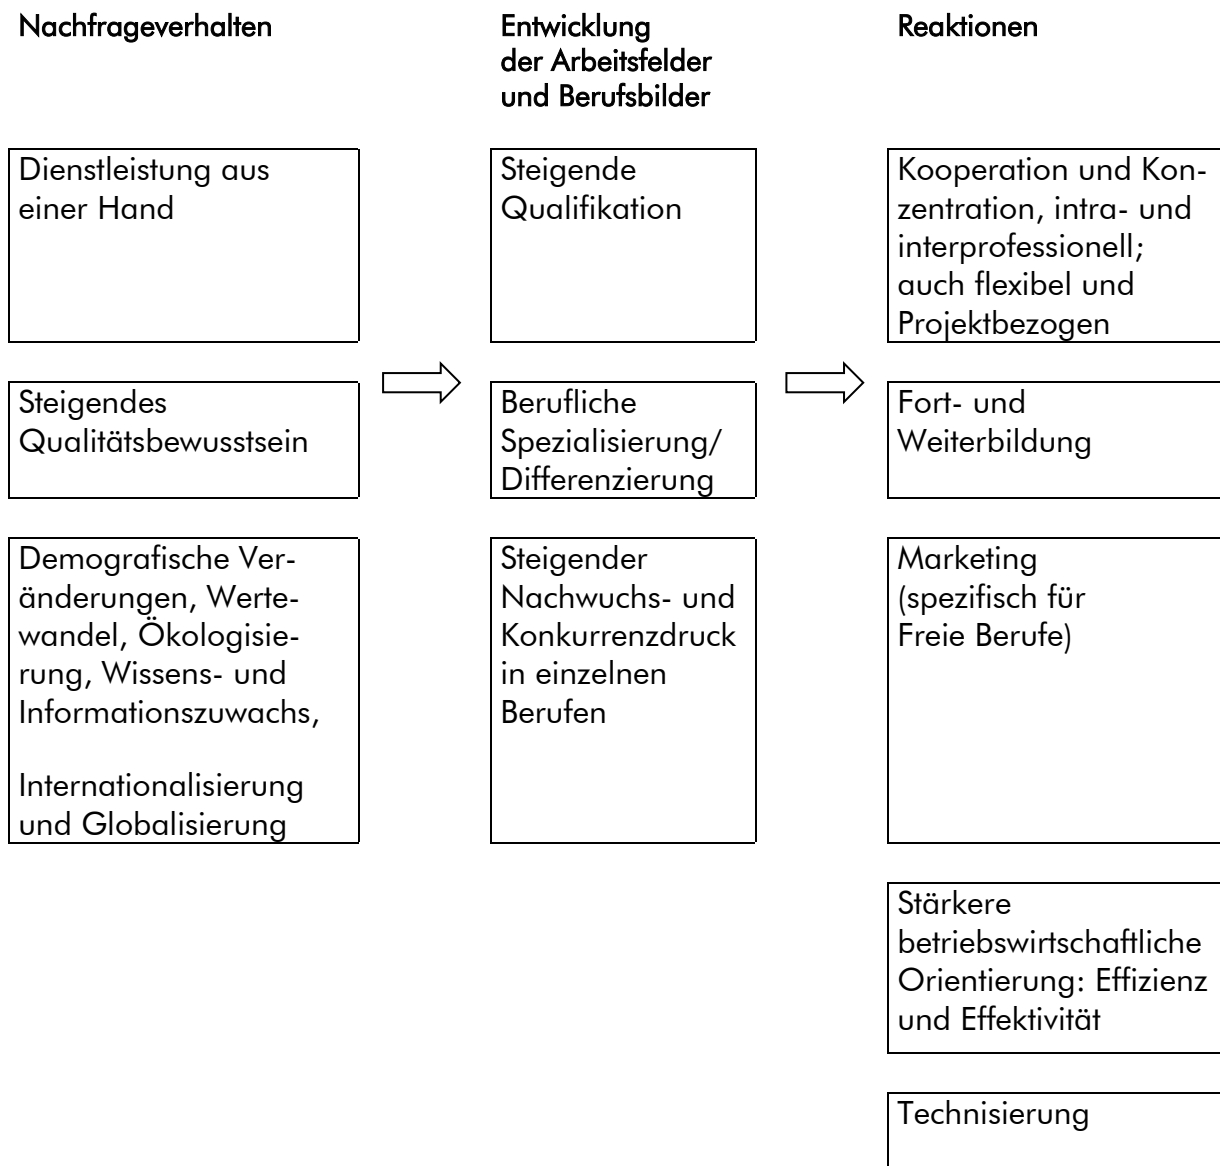 Nachfrageverhalten
Entwicklung
der Arbeitsfelder
und Berufsbilder
Reaktionen
Dienstleistung aus
einer Hand
Steigende
Qualifikation
Kooperation und Kon-
zentration, intra- und
interprofessionell;
auch flexibel und
Projektbezogen
Steigendes
Qualitätsbewusstsein
Berufliche
Spezialisierung/
Differenzierung
Fort- und
Weiterbildung
Demografische Ver-
änderungen, Werte-
wandel, Ökologisie-
rung, Wissens- und
Informationszuwachs,
Internationalisierung
und Globalisierung
Steigender
Nachwuchs- und
Konkurrenzdruck
in einzelnen
Berufen
Marketing
(spezifisch für
Freie Berufe)
Stärkere
betriebswirtschaftliche
Orientierung: Effizienz
und Effektivität
Technisierung